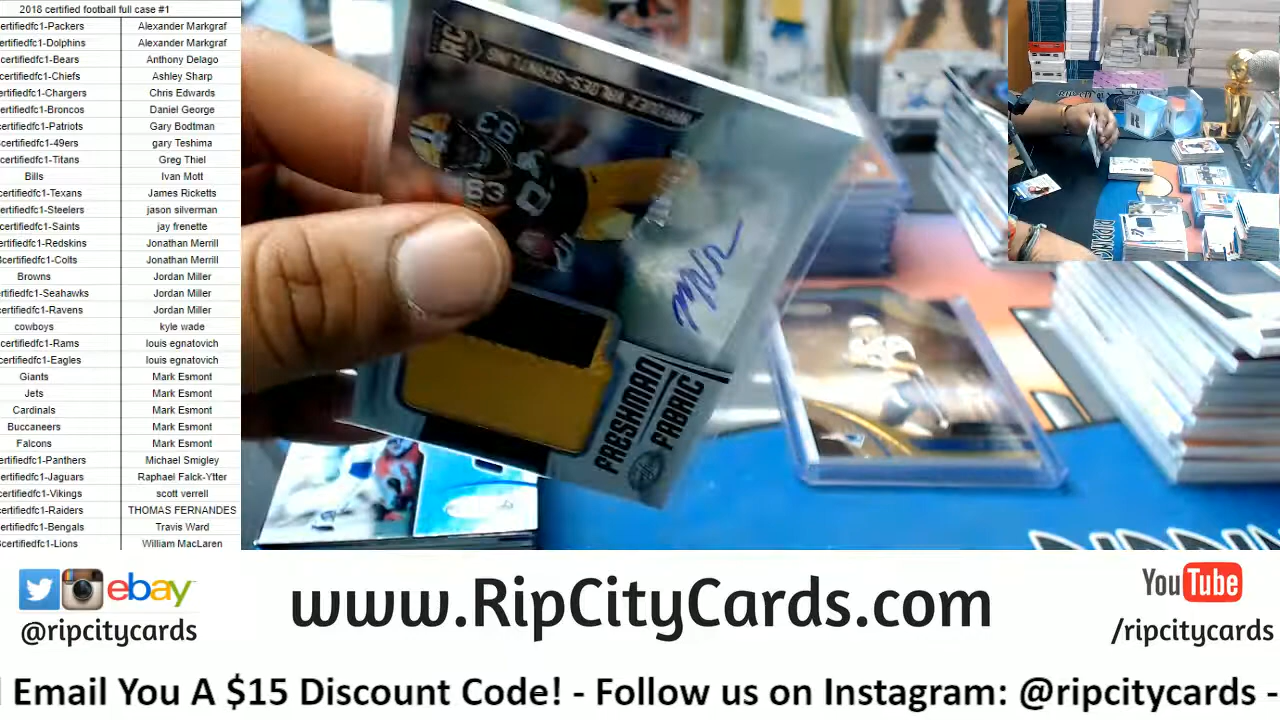 2018 certified football full case #1
certifiedfc1-Packers Alexander Markgraf
certifiedfc1-Dolphins Alexander Markgraf
ertifiedfc1-Bears Anthony Delago
ertifiedfc1-Chiefs Ashley Sharp
certifiedfc1-Chargers Chris Edwards
ertifiedfc1-Broncos Daniel George
ertifiedfc1-Patriots Gary Bodtman
certifiedfc1-49ers gary Teshima
certifiedfc1-Titans Greg Thiel
Bills Ivan Mott
certifiedfc1-Texans James Ricketts
certifiedfc1-Steelers jason silverman
ertifiedfc1-Saints jay frenette
certifiedfc1-Redskins Jonathan Merrill
certifiedfc1-Colts Jonathan Merrill
Browns Jordan Miller
ertifiedfc1-Seahawks Jordan Miller
certifiedfc1-Ravens Jordan Miller
cowboys kyle wade
certifiedfc1-Rams louis egnatovich
ertifiedfc1-Eagles louis egnatovich
Giants Mark Esmont
Jets Mark Esmont
Cardinals Mark Esmont
Buccaneers Mark Esmont
Falcons Mark Esmont
ertifiedfc1-Panthers Michael Smigley
ertifiedfc1-Jaguars Raphael Falck-Ytter
certifiedfc1-Vikings scott verrell
certifiedfc1-Raiders THOMAS FERNANDES
ertifiedfc1-Bengals Travis Ward
certifiedfc1-Lions William MacLaren
RC
MARQUEZ VALDES-SCANTLING
83
FRESHMAN
FABRIC
ebay
@ripcitycards
www.RipCityCards.com
YouTube
/ripcitycards
Email You A $15 Discount Code! - Follow us on Instagram: @ripcitycards -